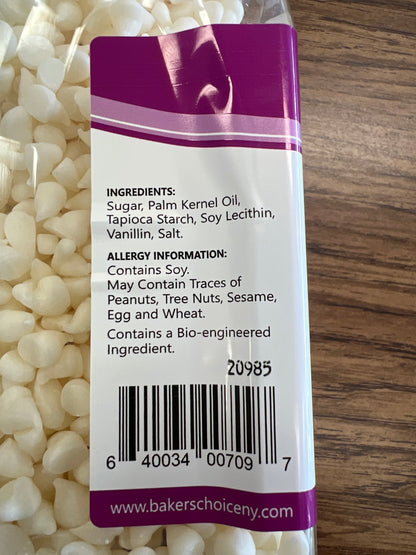 INGREDIENTS:
Sugar, Palm Kernel Oil,
Tapioca Starch, Soy Lecithin,
Vanillin, Salt.
ALLERGY INFORMATION:
Contains Soy.
May Contain Traces of
Peanuts, Tree Nuts, Sesame,
Egg and Wheat.
Contains a Bio-engineered
Ingredient.
20985
6 40034 00709 7
www.bakerschoiceny.com